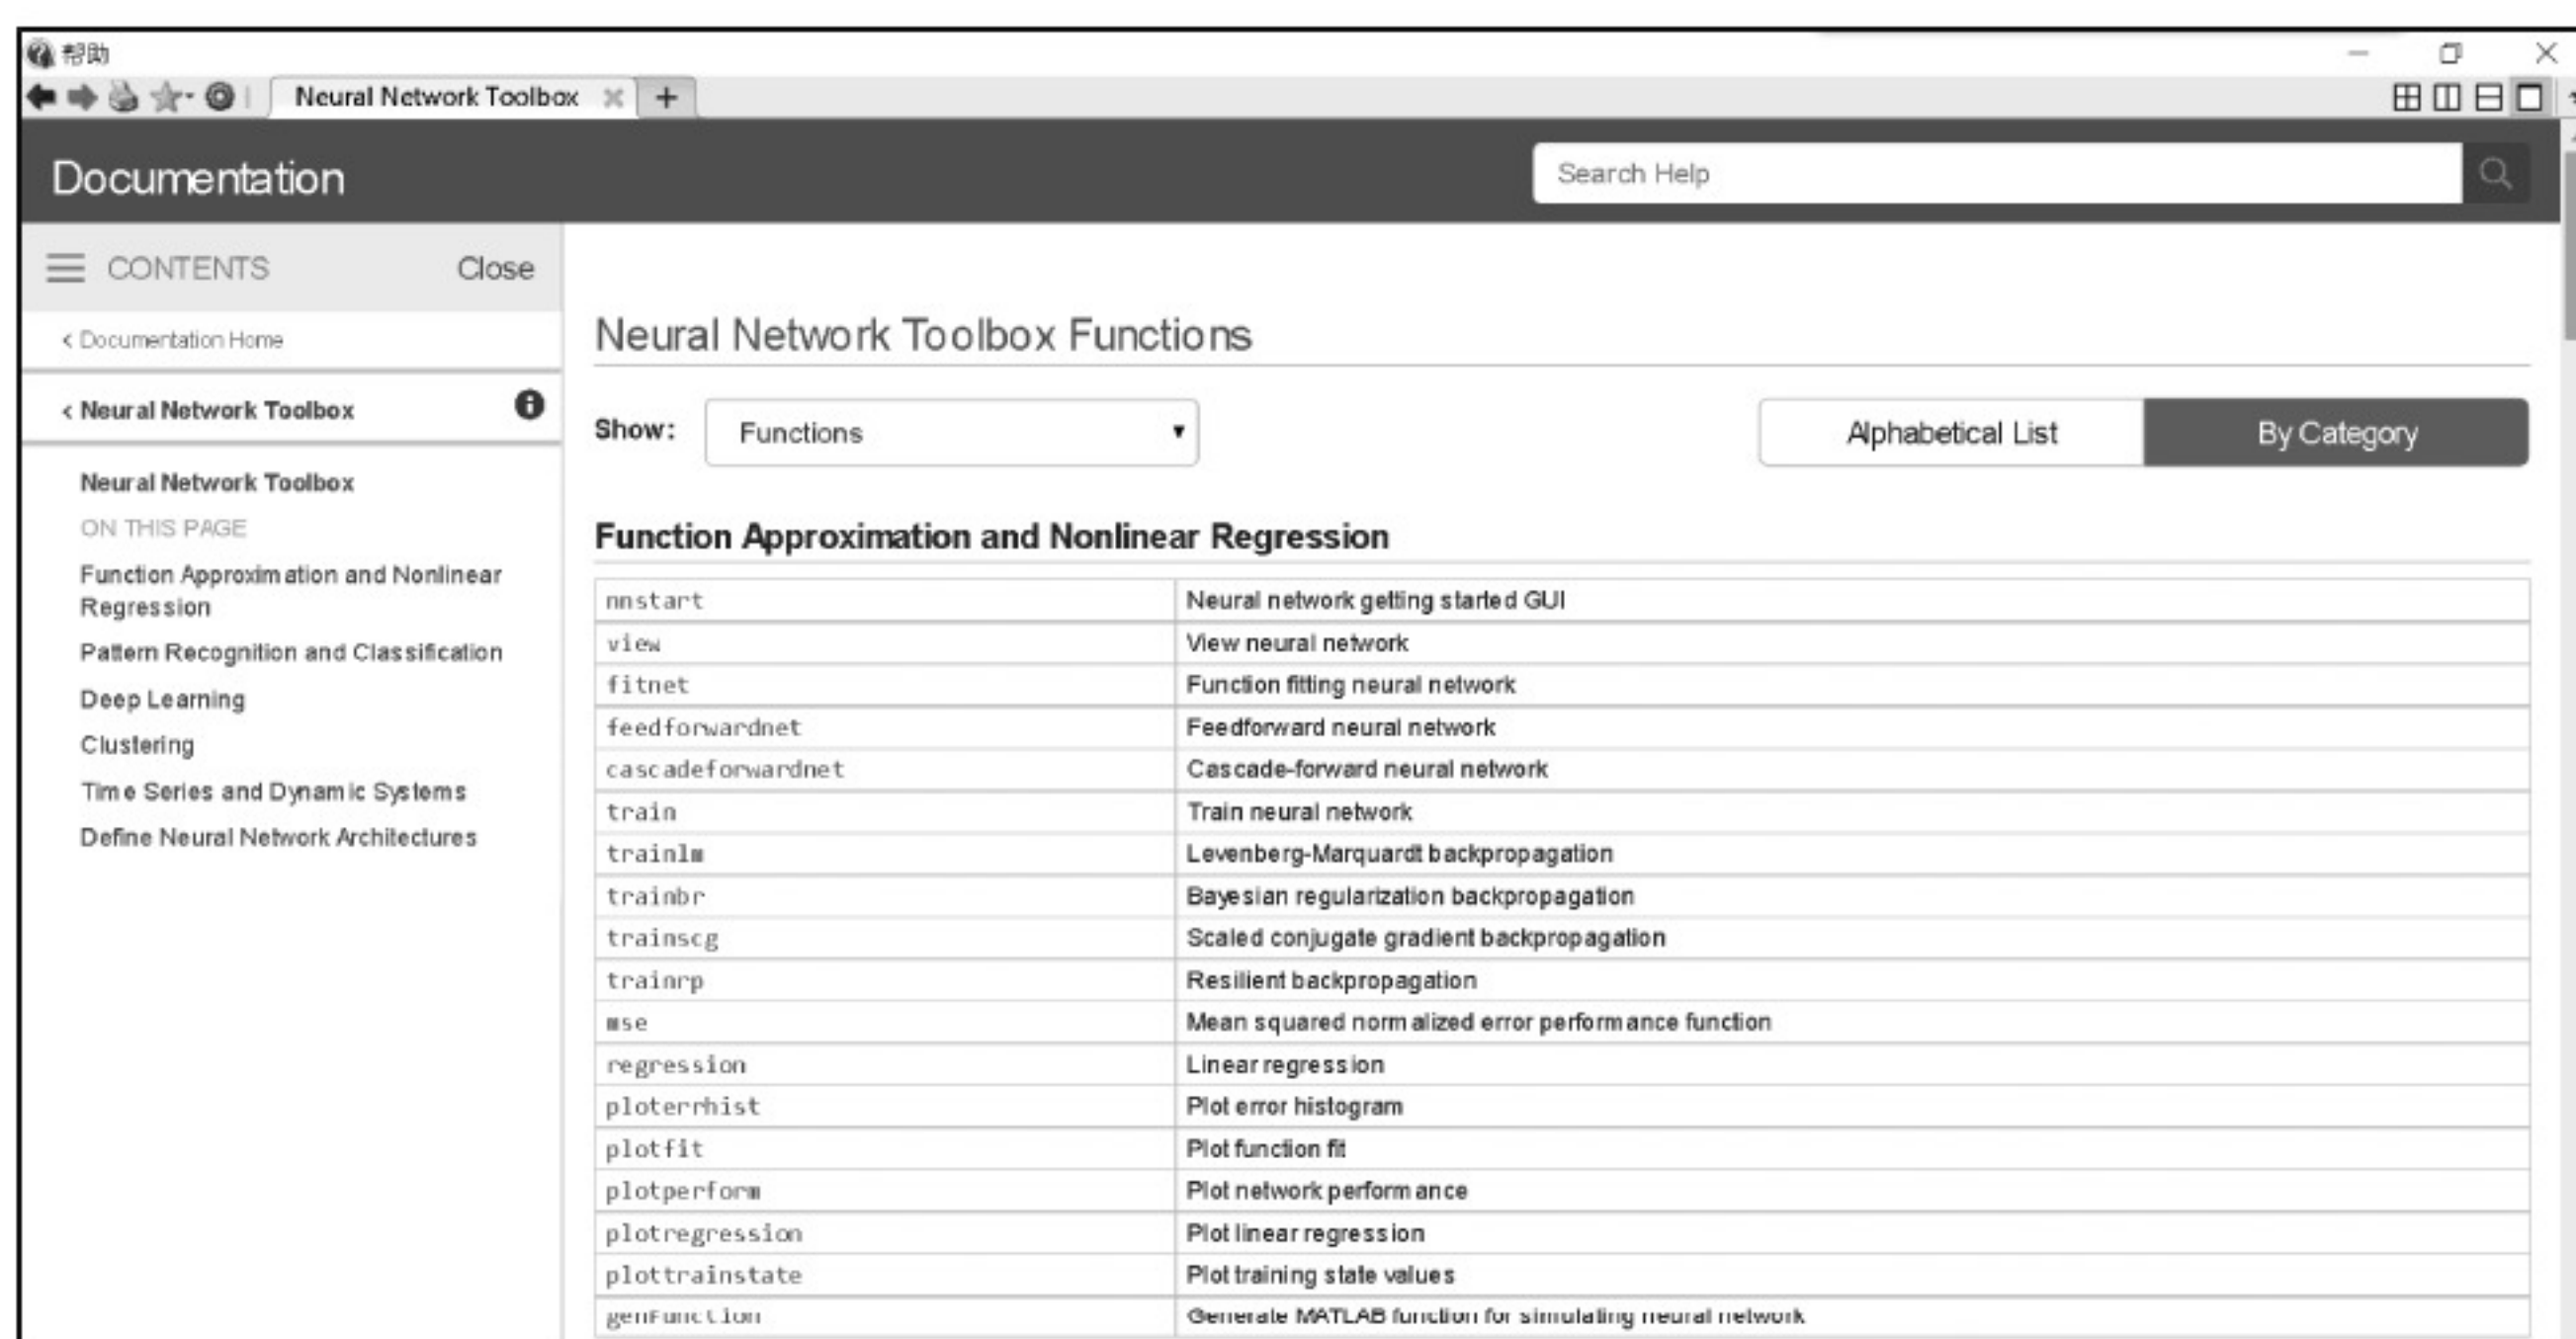 帮助
Neural Network Toolbox
Documentation
Search Help
CONTENTS Close
< Documentation Home
< Neural Network Toolbox
Neural Network Toolbox
ON THIS PAGE
Function Approximation and Nonlinear
Regression
Pattern Recognition and Classification
Deep Learning
Clustering
Time Series and Dynamic Systems
Define Neural Network Architectures
Neural Network Toolbox Functions
Show: Functions Alphabetical List By Category
Function Approximation and Nonlinear Regression
nnstart Neural network getting started GUI
view View neural network
fitnet Function fitting neural network
feedforwardnet Feedforward neural network
cascadeforwardnet Cascade-forward neural network
train Train neural network
trainlm Levenberg-Marquardt backpropagation
trainbr Bayesian regularization backpropagation
trainscg Scaled conjugate gradient backpropagation
trainrp Resilient backpropagation
mse Mean squared normalized error performance function
regression Linear regression
ploterrhist Plot error histogram
plotfit Plot function fit
plotperform Plot network performance
plotregression Plot linear regression
plottrainstate Plot training state values
genFunction Generate MATLAB function for simulating neural network